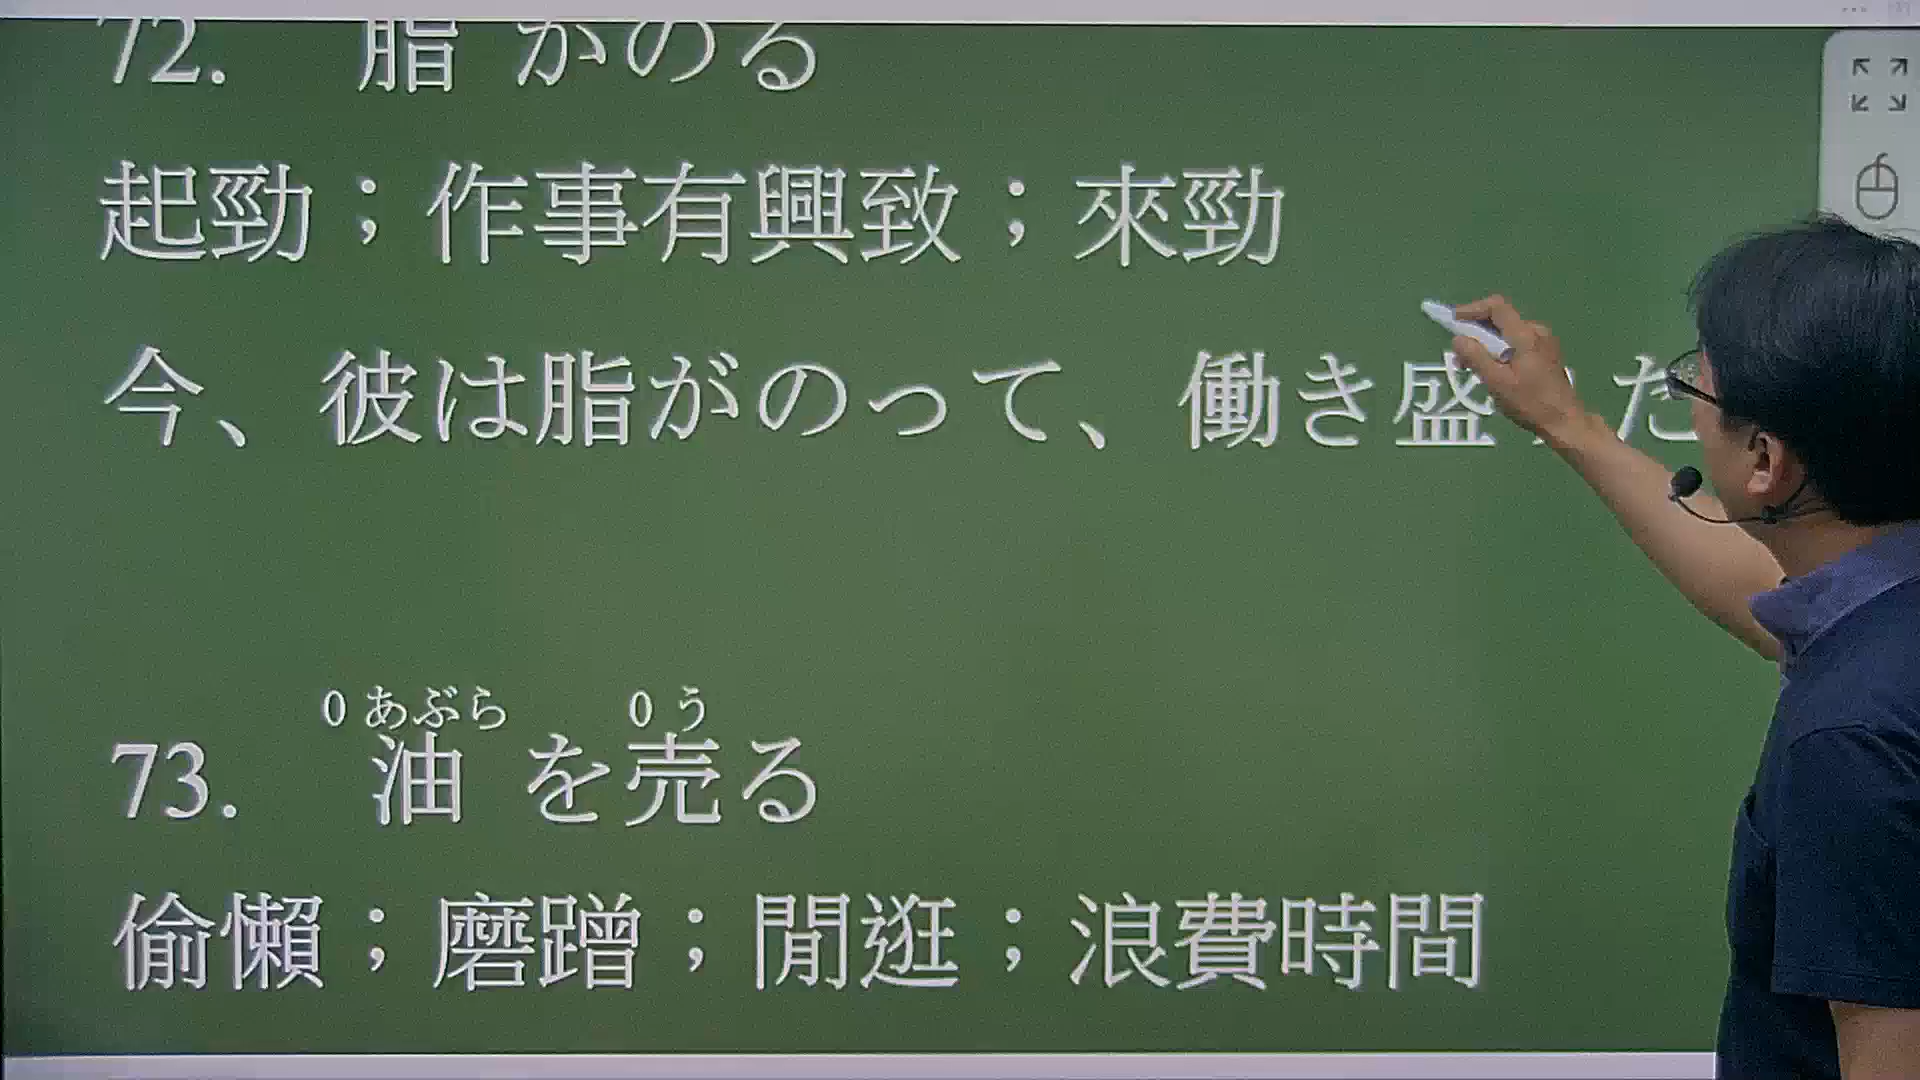 72. 脂がのる
起勁；作事有興致；來勁
今、彼は脂がのって、働き盛りだ
0 あぶら 0 う
73. 油を売る
偷懶；磨蹭；閒逛；浪費時間